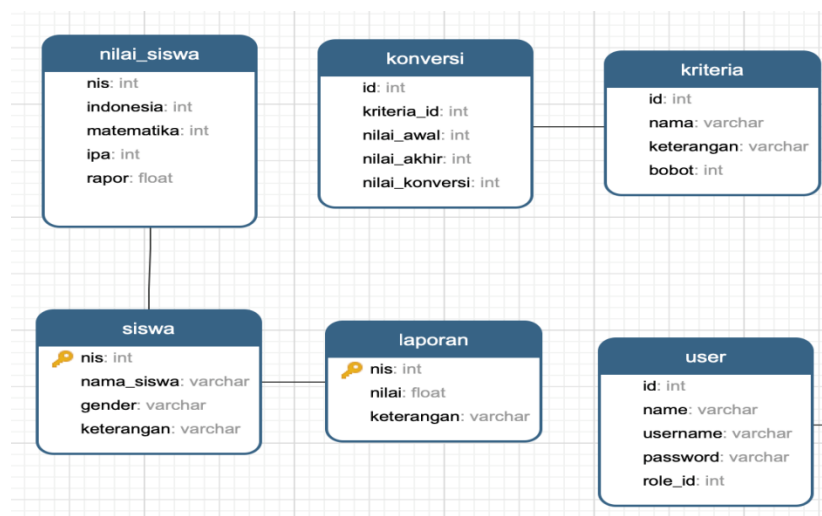 nilai_siswa
nis: int
indonesia: int
matematika: int
ipa: int
rapor: float
konversi
id: int
kriteria_id: int
nilai_awal: int
nilai_akhir: int
nilai_konversi: int
kriteria
id: int
nama: varchar
keterangan: varchar
bobot: int
siswa
nis: int
nama_siswa: varchar
gender: varchar
keterangan: varchar
laporan
nis: int
nilai: float
keterangan: varchar
user
id: int
name: varchar
username: varchar
password: varchar
role_id: int